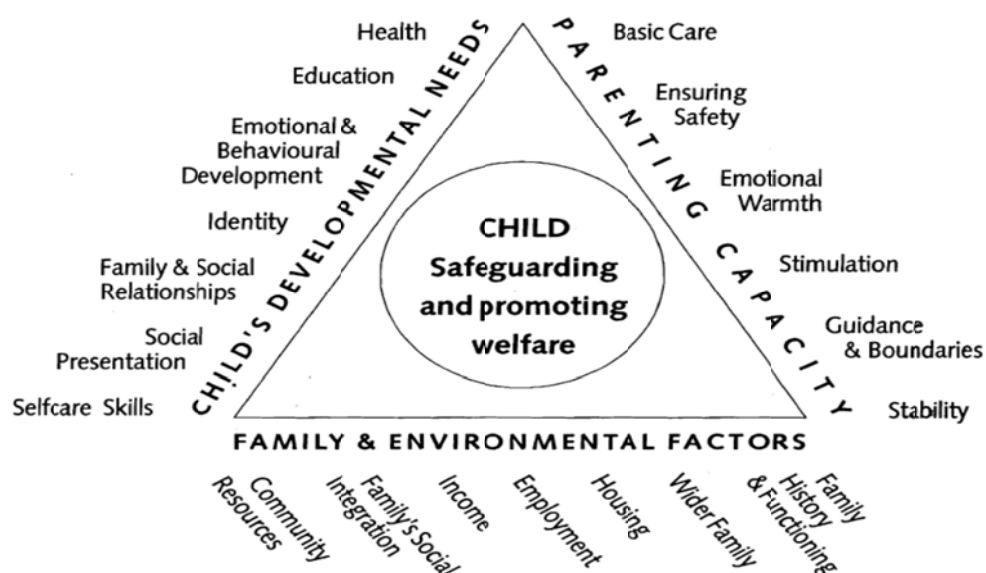 Health
Education
Emotional &
Behavioural
Development
Identity
Family & Social
Relationships
Social
Presentation
Selfcare Skills
CHILD'S DEVELOPMENTAL NEEDS
PARENTING CAPACITY
Basic Care
Ensuring
Safety
Emotional
Warmth
Stimulation
Guidance
& Boundaries
Stability
CHILD
Safeguarding
and promoting
welfare
FAMILY & ENVIRONMENTAL FACTORS
Community
Resources
Family's Social
Integration
Income
Employment
Housing
Wider Family
Family
History
& Functioning